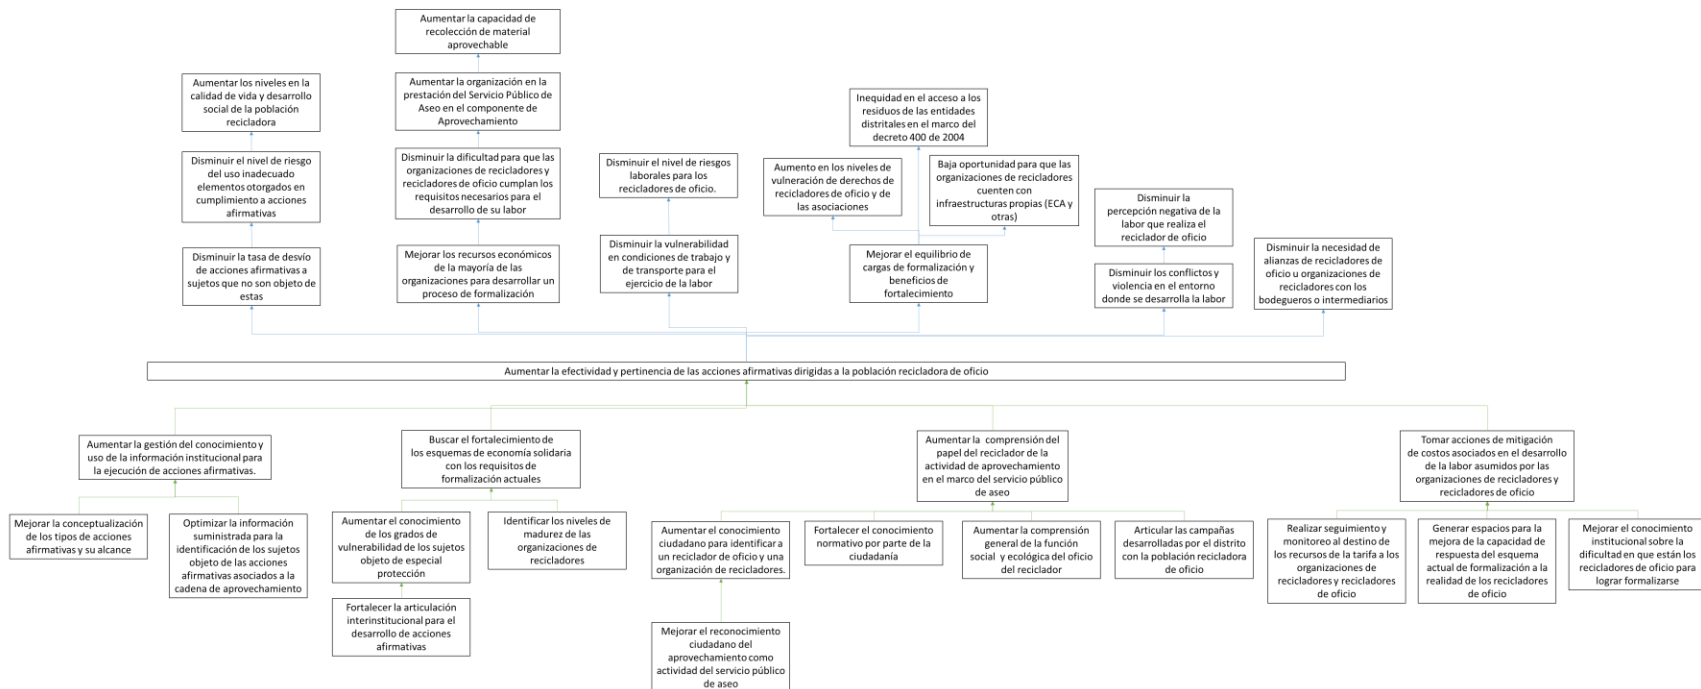 Aumentar la capacidad de
recolección de material
aprovechable
Aumentar los niveles en la
calidad de vida y desarrollo
social de la población
recicladora
Aumentar la organización en la
prestación del Servicio Público de
Aseo en el componente de
Aprovechamiento
Inequidad en el acceso a los
residuos de las entidades
distritales en el marco del
decreto 400 de 2004
Disminuir el nivel de riesgo
del uso inadecuado
elementos otorgados en
cumplimiento a acciones
afirmativas
Disminuir la dificultad para que las
organizaciones de recicladores y
recicladores de oficio cumplan los
requisitos necesarios para el
desarrollo de su labor
Disminuir el nivel de riesgos
laborales para los
recicladores de oficio.
Aumento en los niveles de
vulneración de derechos de
recicladores de oficio y de
las asociaciones
Baja oportunidad para que las
organizaciones de recicladores
cuenten con
infraestructuras propias (ECA y
otras)
Disminuir la
percepción negativa de la
labor que realiza el
reciclador de oficio
Disminuir la tasa de desvío
de acciones afirmativas a
sujetos que no son objeto de
estas
Mejorar los recursos económicos
de la mayoría de las
organizaciones para desarrollar un
proceso de formalización
Disminuir la vulnerabilidad
en condiciones de trabajo y
de transporte para el
ejercicio de la labor
Mejorar el equilibrio de
cargas de formalización y
beneficios de
fortalecimiento
Disminuir los conflictos y
violencia en el entorno
donde se desarrolla la labor
Disminuir la necesidad de
alianzas de recicladores de
oficio u organizaciones de
recicladores con los
bodegueros o intermediarios
Aumentar la efectividad y pertinencia de las acciones afirmativas dirigidas a la población recicladora de oficio
Aumentar la gestión del conocimiento y
uso de la información institucional para
la ejecución de acciones afirmativas.
Buscar el fortalecimiento de
los esquemas de economía solidaria
con los requisitos de
formalización actuales
Aumentar la comprensión del
papel del reciclador de la
actividad de aprovechamiento
en el marco del servicio público
de aseo
Tomar acciones de mitigación
de costos asociados en el desarrollo
de la labor asumidos por las
organizaciones de recicladores y
recicladores de oficio
Mejorar la conceptualización
de los tipos de acciones
afirmativas y su alcance
Optimizar la información
suministrada para la
identificación de los sujetos
objeto de las acciones
afirmativas asociados a la
cadena de aprovechamiento
Aumentar el conocimiento
de los grados de
vulnerabilidad de los sujetos
objeto de especial
protección
Identificar los niveles de
madurez de las
organizaciones de
recicladores
Aumentar el conocimiento
ciudadano para identificar a
un reciclador de oficio y una
organización de recicladores.
Fortalecer el conocimiento
normativo por parte de la
ciudadanía
Aumentar la comprensión
general de la función
social y ecológica del oficio
del reciclador
Articular las campañas
desarrolladas por el distrito
con la población recicladora
de oficio
Realizar seguimiento y
monitoreo al destino de
los recursos de la tarifa a los
organizaciones de
recicladores y recicladores
de oficio
Generar espacios para la
mejora de la capacidad de
respuesta del esquema
actual de formalización a la
realidad de los recicladores
de oficio
Mejorar el conocimiento
institucional sobre la
dificultad en que están los
recicladores de oficio para
lograr formalizarse
Fortalecer la articulación
interinstitucional para el
desarrollo de acciones
afirmativas
Mejorar el reconocimiento
ciudadano del
aprovechamiento como
actividad del servicio público
de aseo